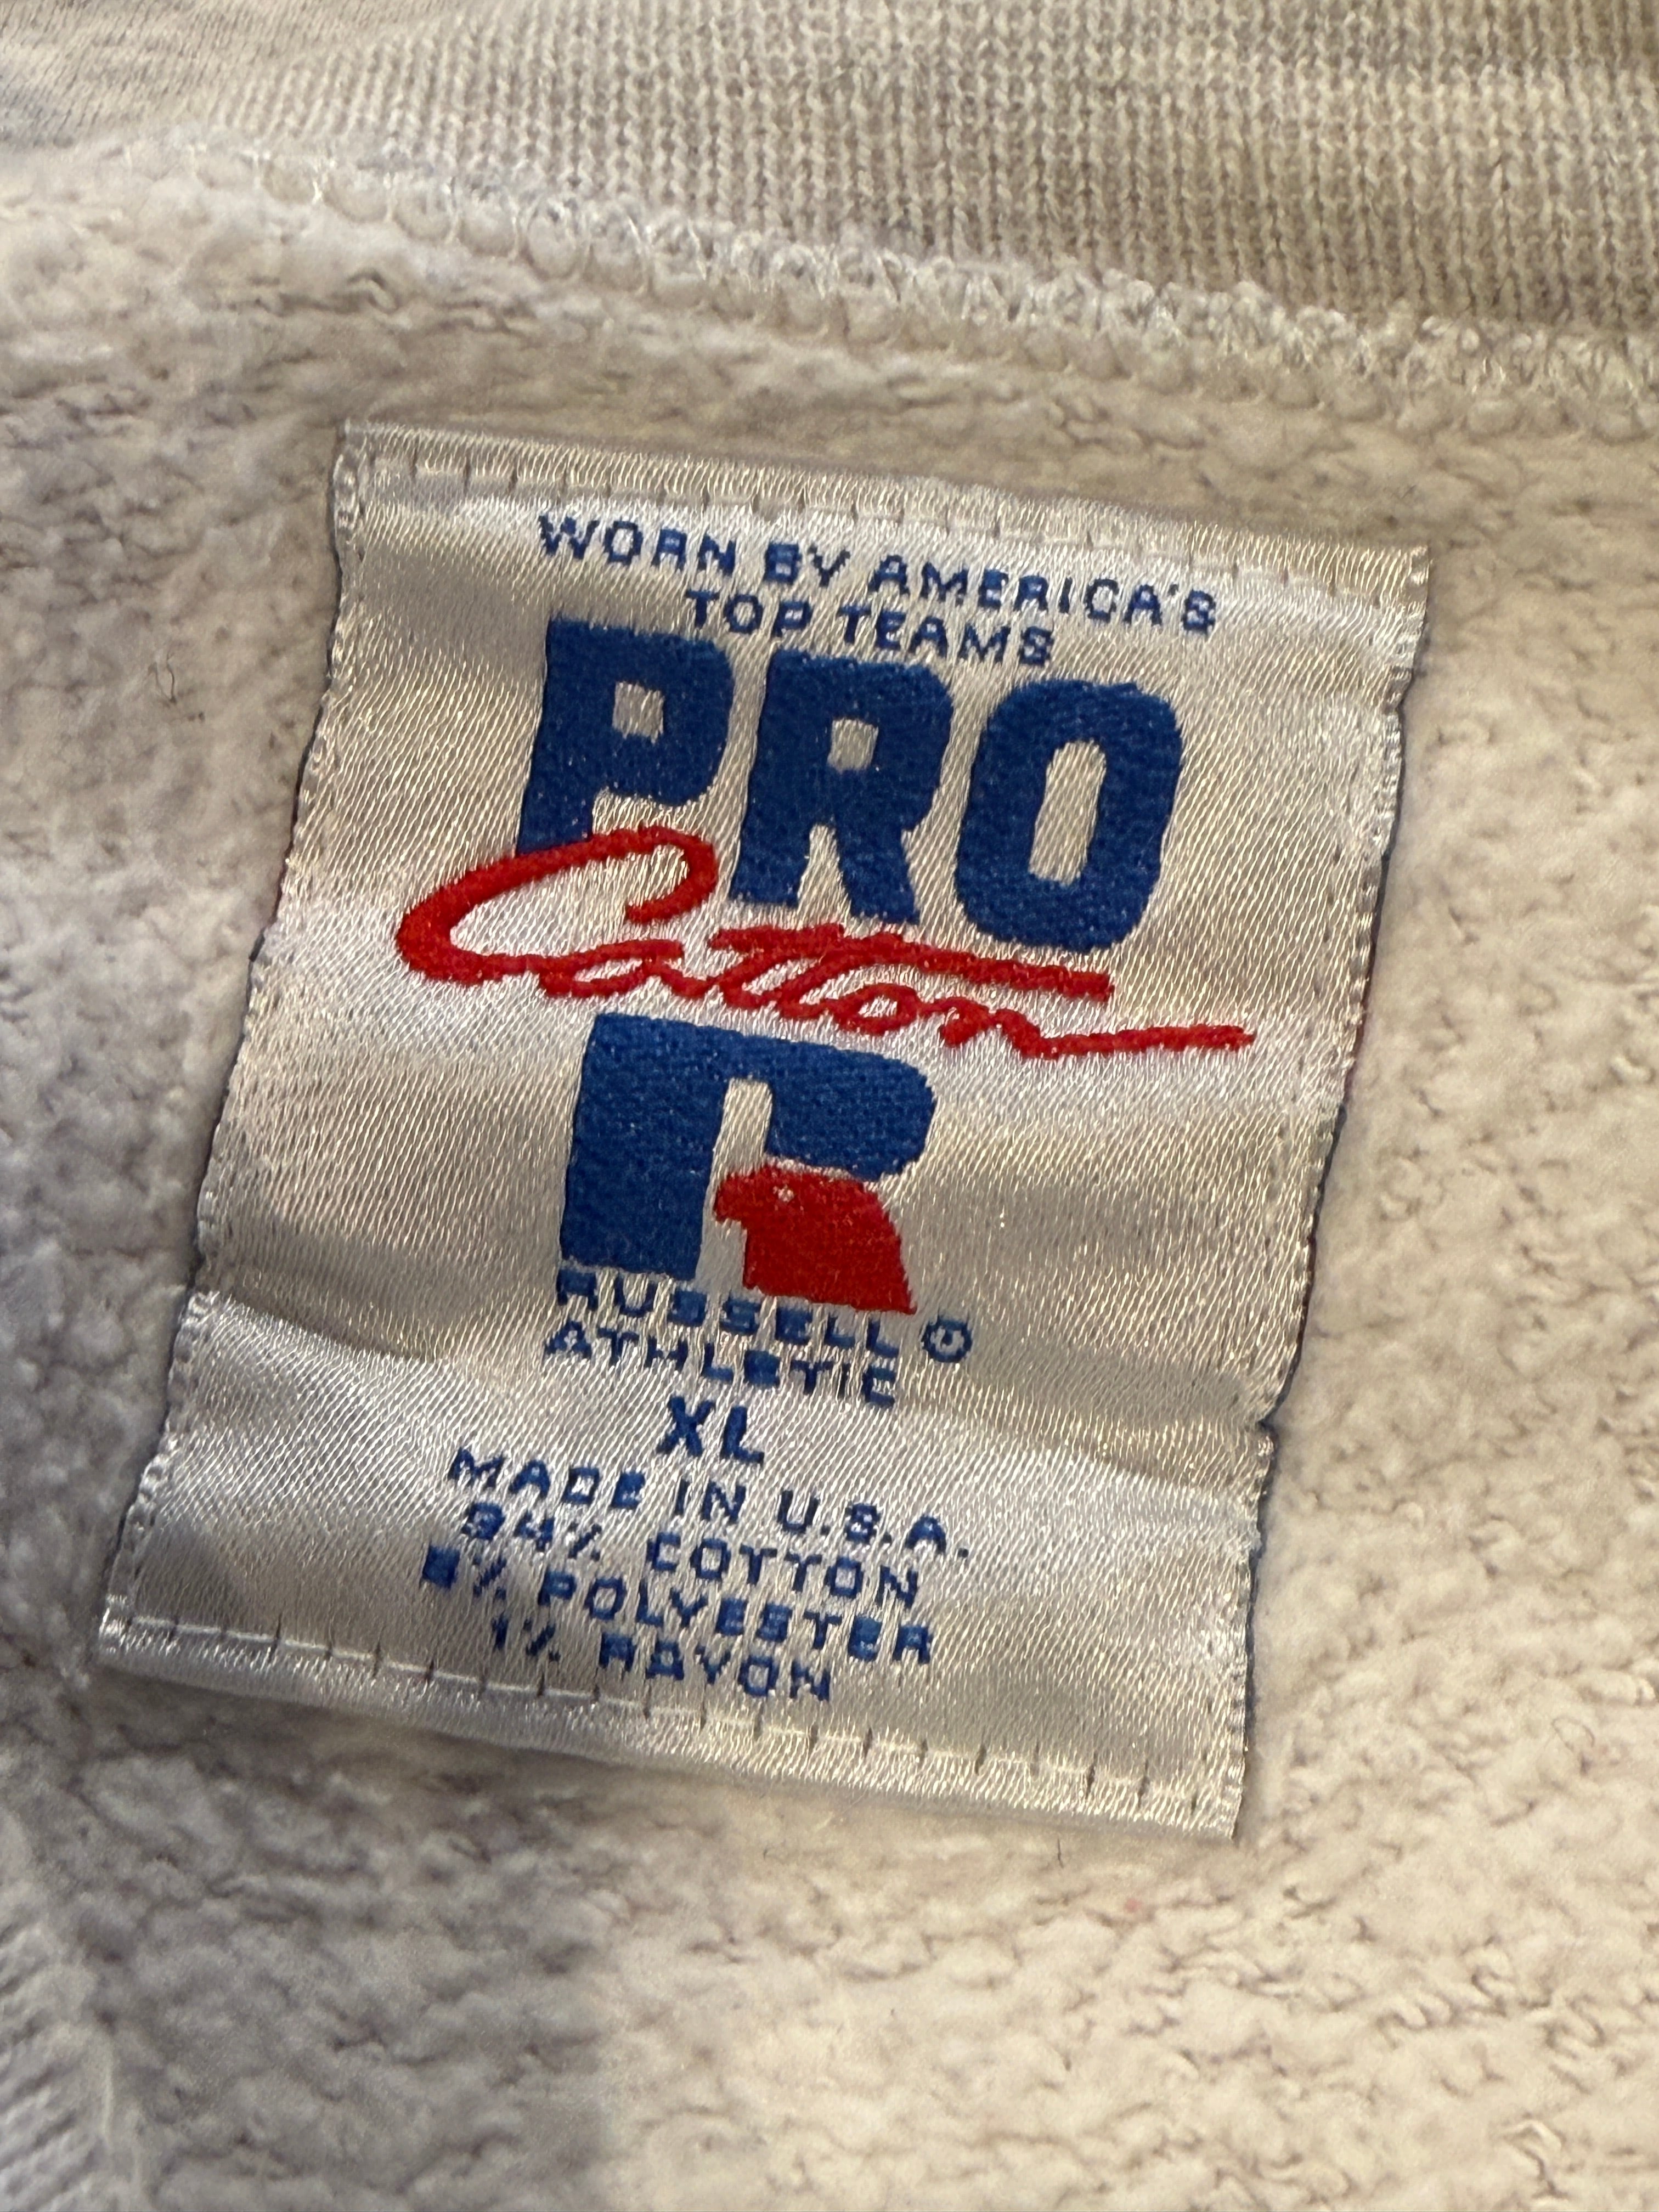 WORN BY AMERICA'S
TOP TEAMS
PRO
Cotton
RUSSELL®
ATHLETIC
XL
MADE IN U.S.A.
94% COTTON
5% POLYESTER
1% RAYON